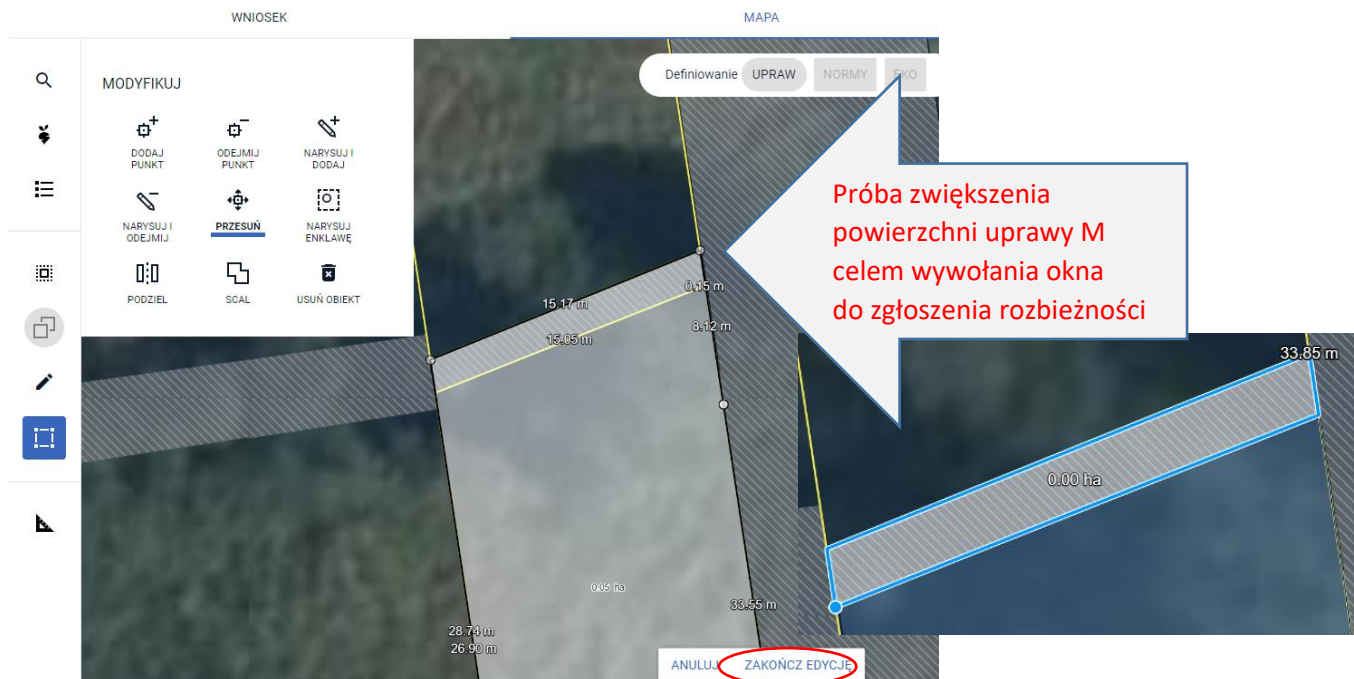 WNIOSEK
MAPA
MODYFIKUJ
DODAJ
PUNKT
ODEJMIJ
PUNKT
NARYSUJ I
DODAJ
NARYSUJ I
ODEJMIJ
PRZESUŃ
NARYSUJ
ENKLAWĘ
PODZIEL
SCAL
USUŃ OBIEKT
Definiowanie UPRAW NORMY EKO
Próba zwiększenia
powierzchni uprawy M
celem wywołania okna
do zgłoszenia rozbieżności
0.15 m
15.17 m
8.12 m
15.05 m
33.85 m
0.00 ha
0.05 ha
33.55 m
28.74 m
26.90 m
ANULUJ
ZAKOŃCZ EDYCJĘ